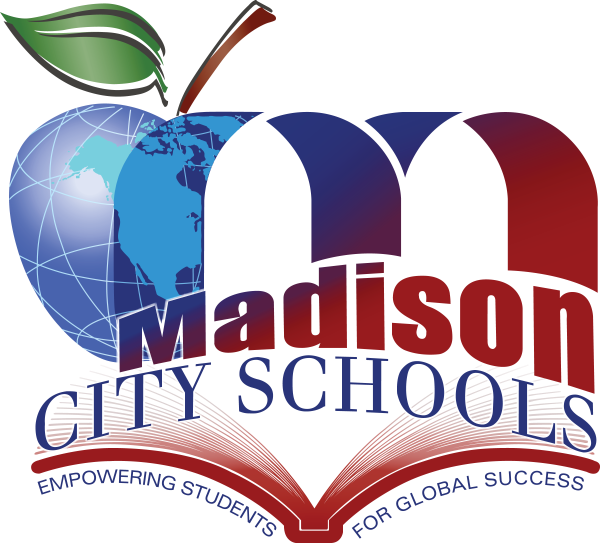 m
Madison
CITY SCHOOLS
EMPOWERING STUDENTS FOR GLOBAL SUCCESS